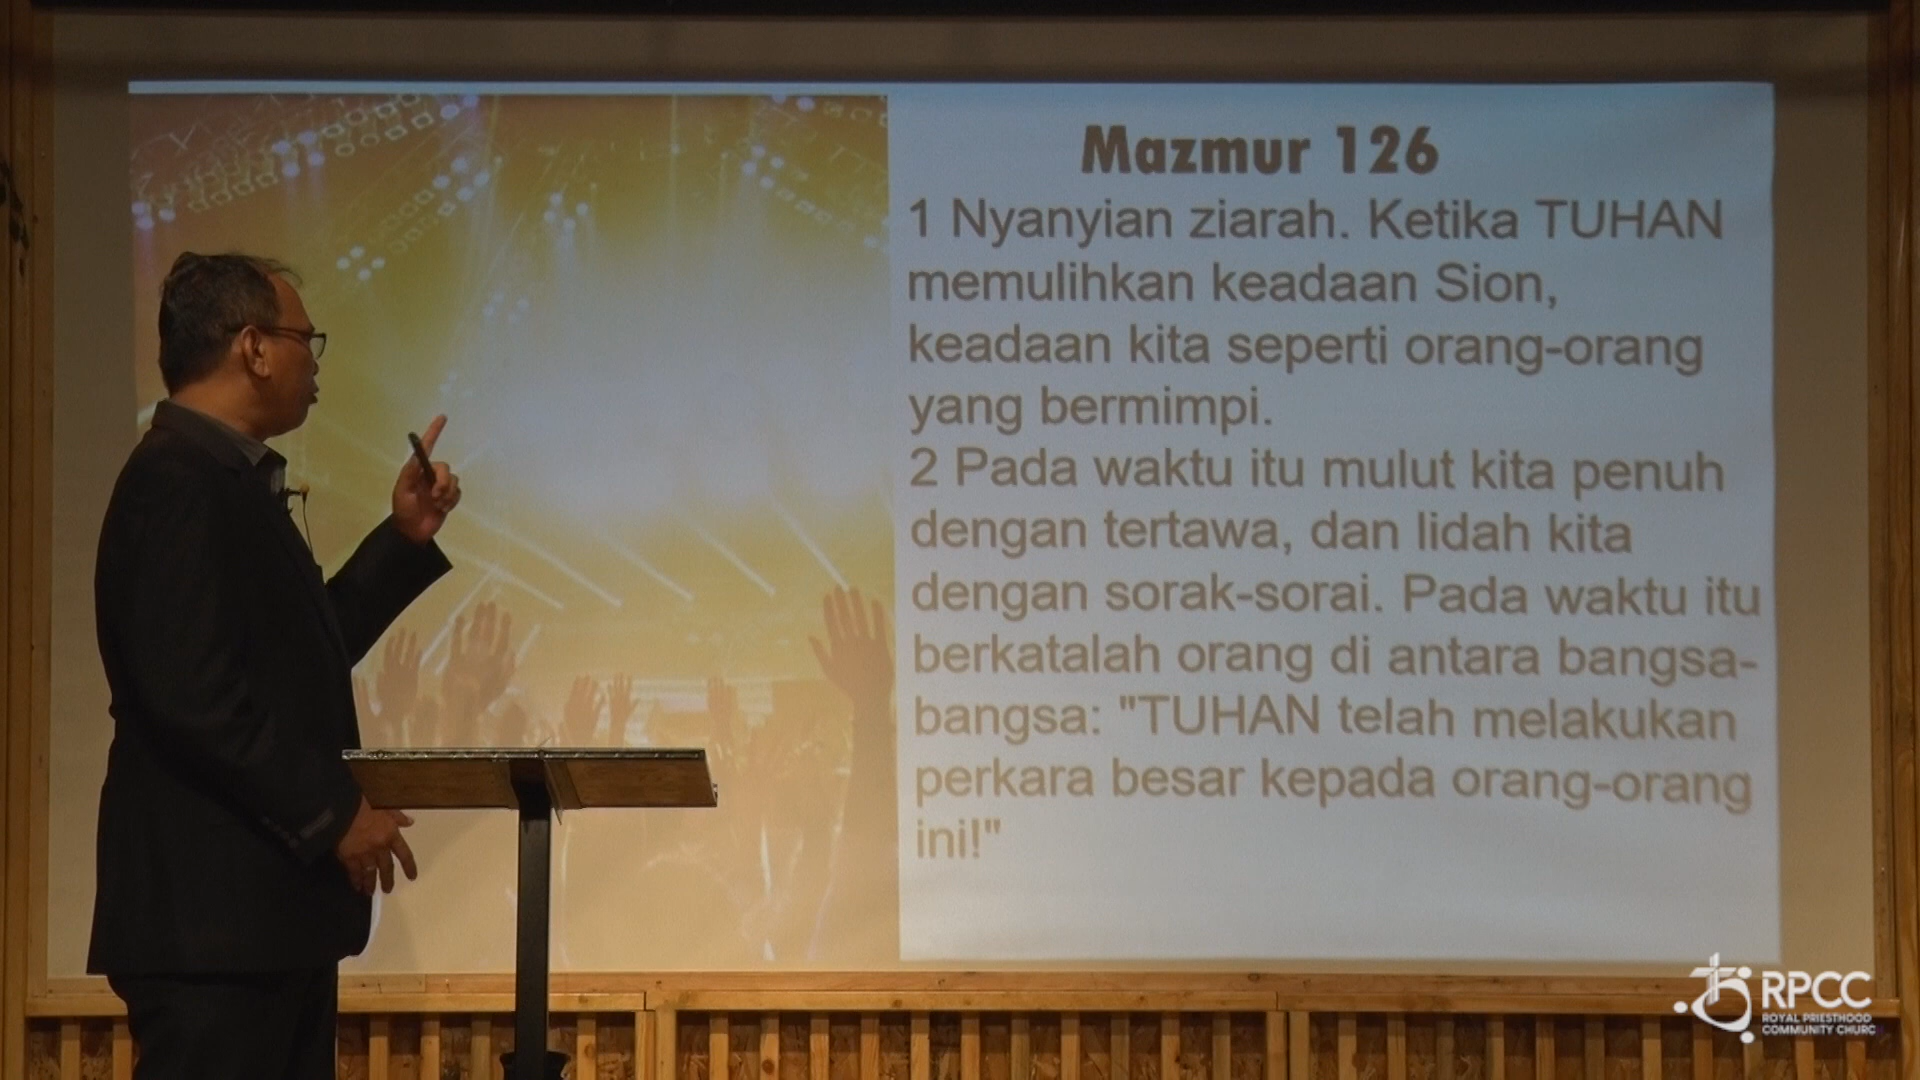 Mazmur 126
1 Nyanyian ziarah. Ketika TUHAN
memulihkan keadaan Sion,
keadaan kita seperti orang-orang
yang bermimpi.
2 Pada waktu itu mulut kita penuh
dengan tertawa, dan lidah kita
dengan sorak-sorai. Pada waktu itu
berkatalah orang di antara bangsa-
bangsa: "TUHAN telah melakukan
perkara besar kepada orang-orang
ini!"
RPCC
ROYAL PRIESTHOOD
COMMUNITY CHURC